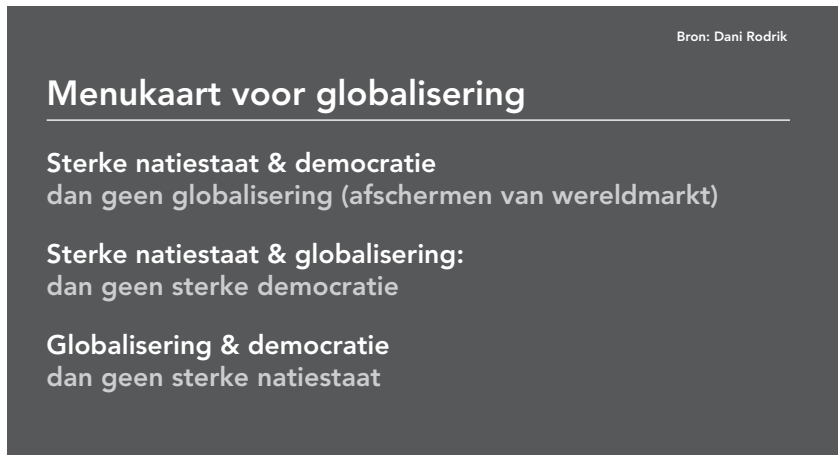 Bron: Dani Rodrik
Menukaart voor globalisering
Sterke natiestaat & democratie
dan geen globalisering (afschermen van wereldmarkt)
Sterke natiestaat & globalisering:
dan geen sterke democratie
Globalisering & democratie
dan geen sterke natiestaat